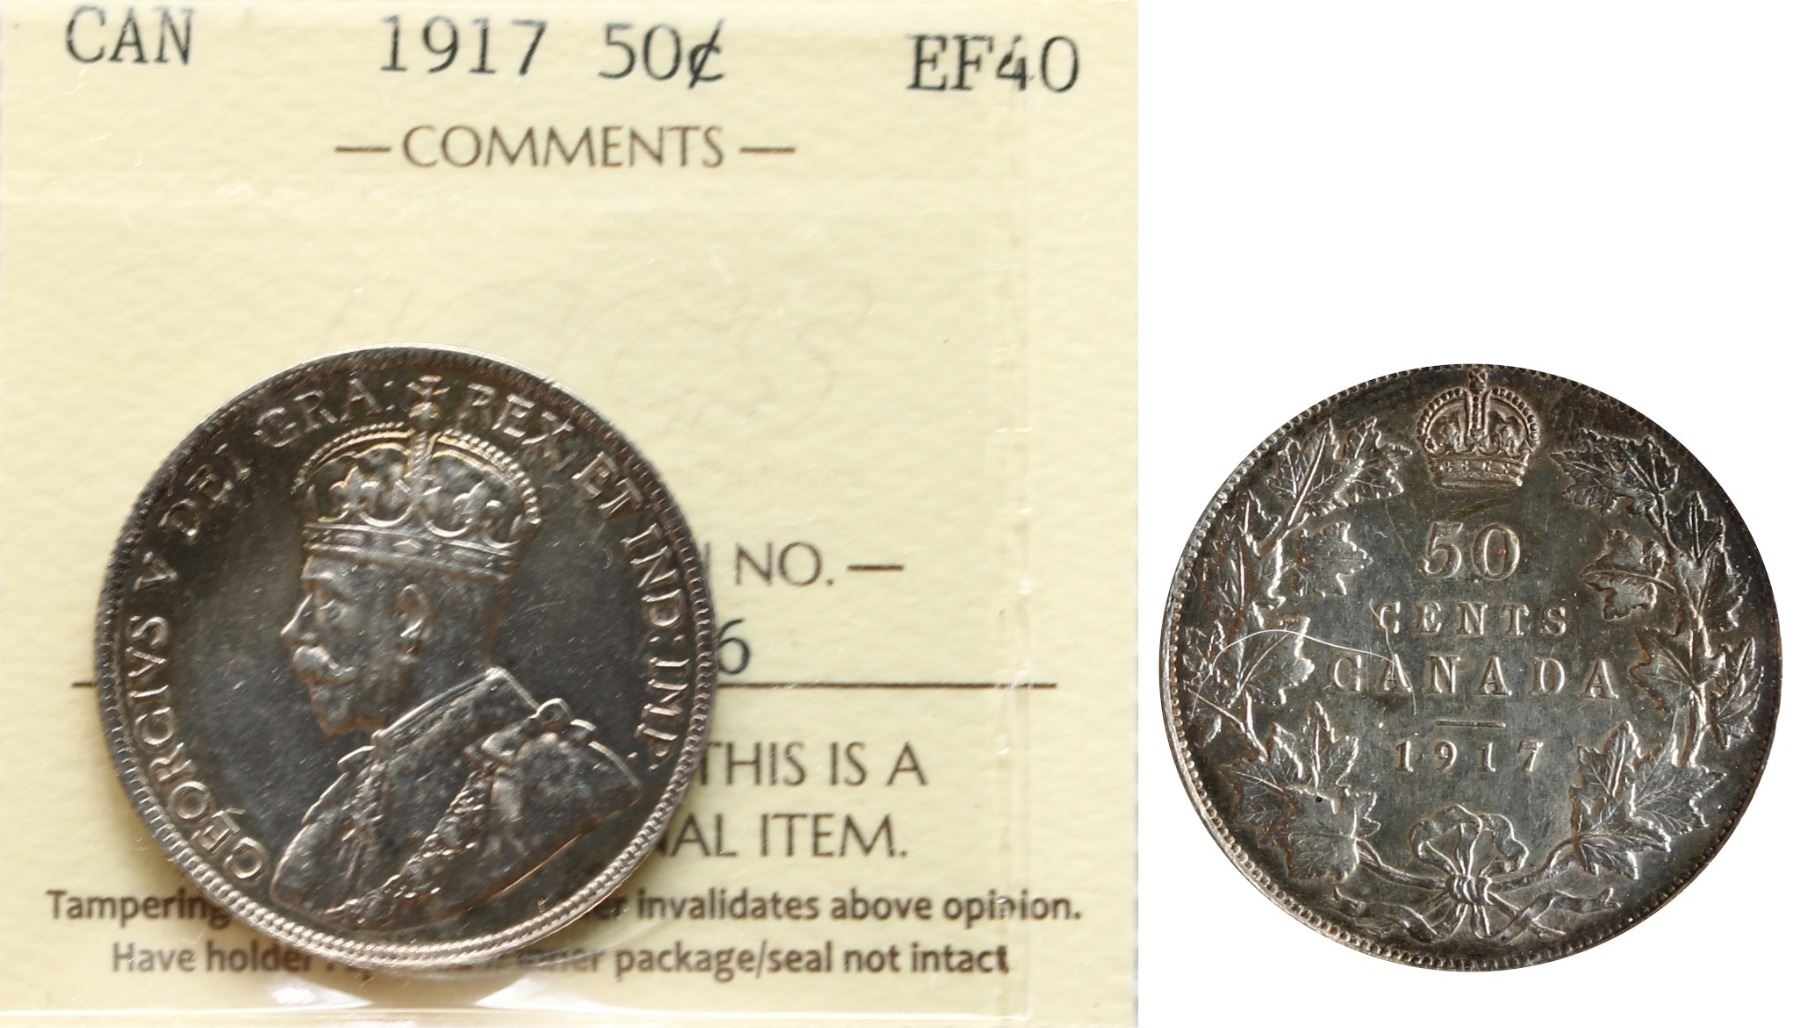 CAN 1917 50¢ EF40
— COMMENTS —
NO. —
6
THIS IS A
ITEM.
Tampering invalidates above opinion.
Have holder package/seal not intact
GEORGIVS V DEI GRA: REX ET IND: IMP:
50
CENTS
CANADA
1917